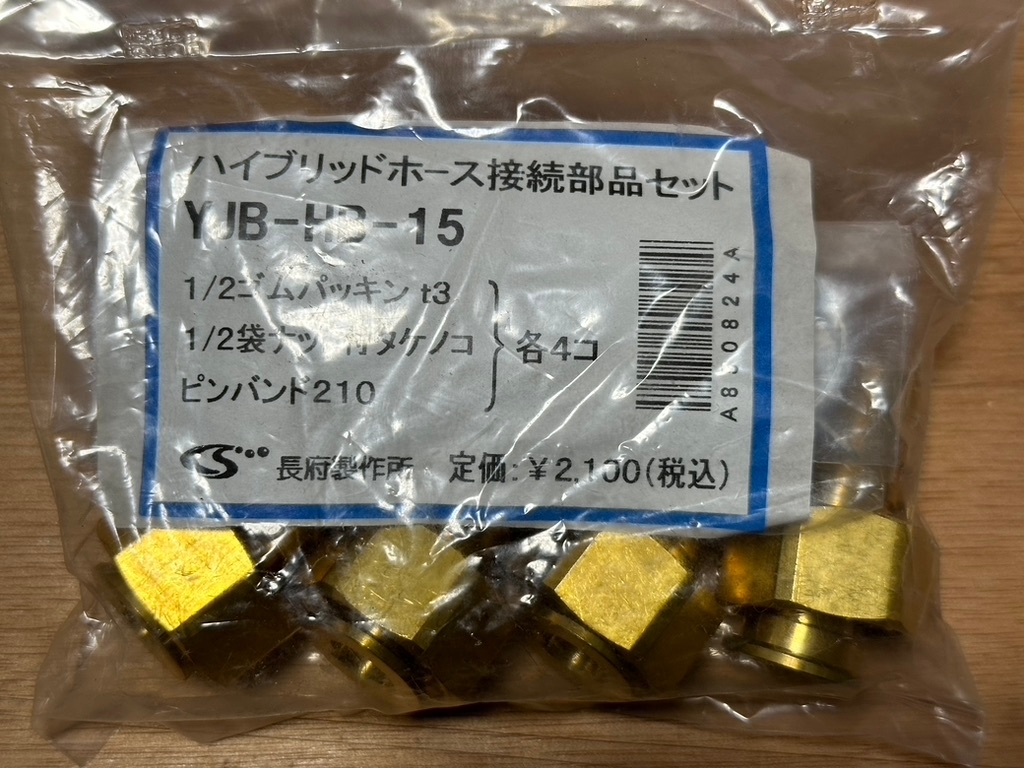 ハイブリッドホース接続部品セット
YJB-HB-15
1/2ゴムパッキン t3
1/2袋ナット付タケノコ
ピンバンド210
各4コ
CS 長府製作所 定価:¥2,100(税込)